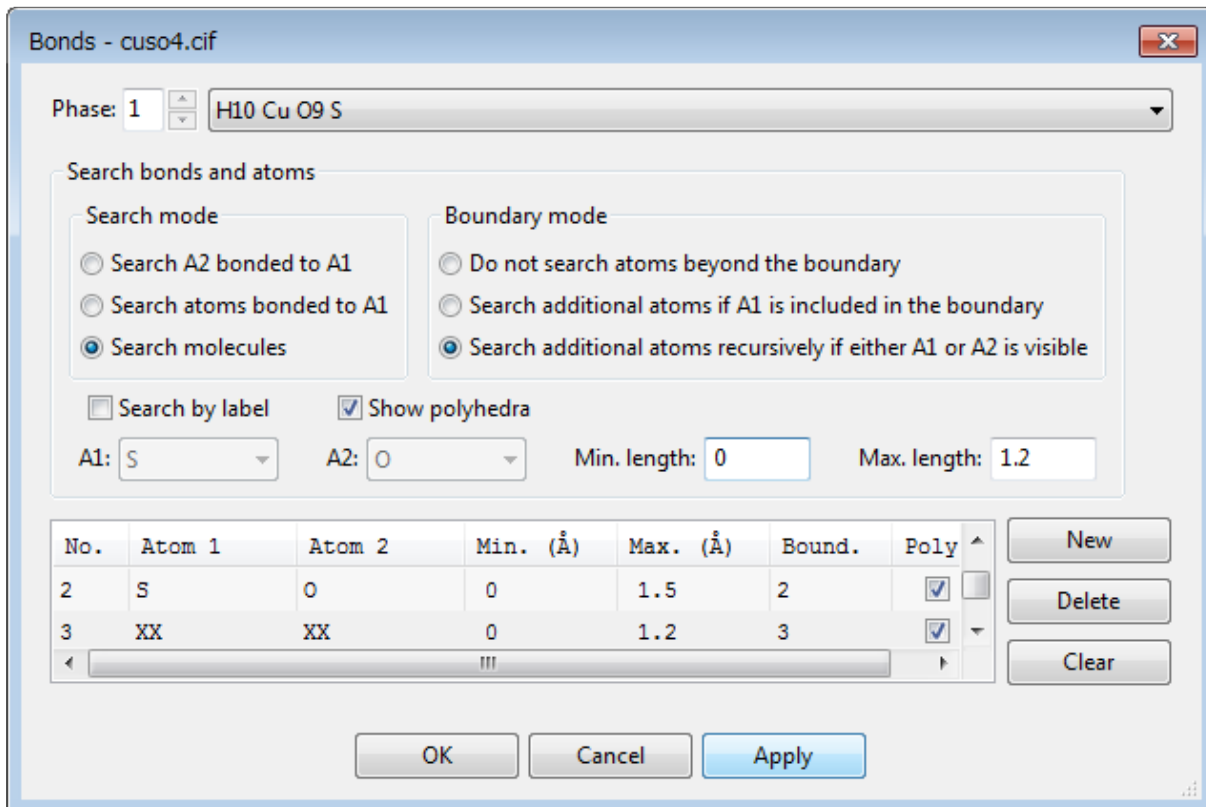 Bonds - cuso4.cif
Phase: 1 H10 Cu O9 S
Search bonds and atoms
Search mode
Boundary mode
Search A2 bonded to A1
Do not search atoms beyond the boundary
Search atoms bonded to A1
Search additional atoms if A1 is included in the boundary
Search molecules
Search additional atoms recursively if either A1 or A2 is visible
Search by label
Show polyhedra
A1: S A2: O Min. length: 0 Max. length: 1.2
No. Atom 1 Atom 2 Min. (Å) Max. (Å) Bound. Poly
2 S O 0 1.5 2
3 XX XX 0 1.2 3
New
Delete
Clear
OK Cancel Apply